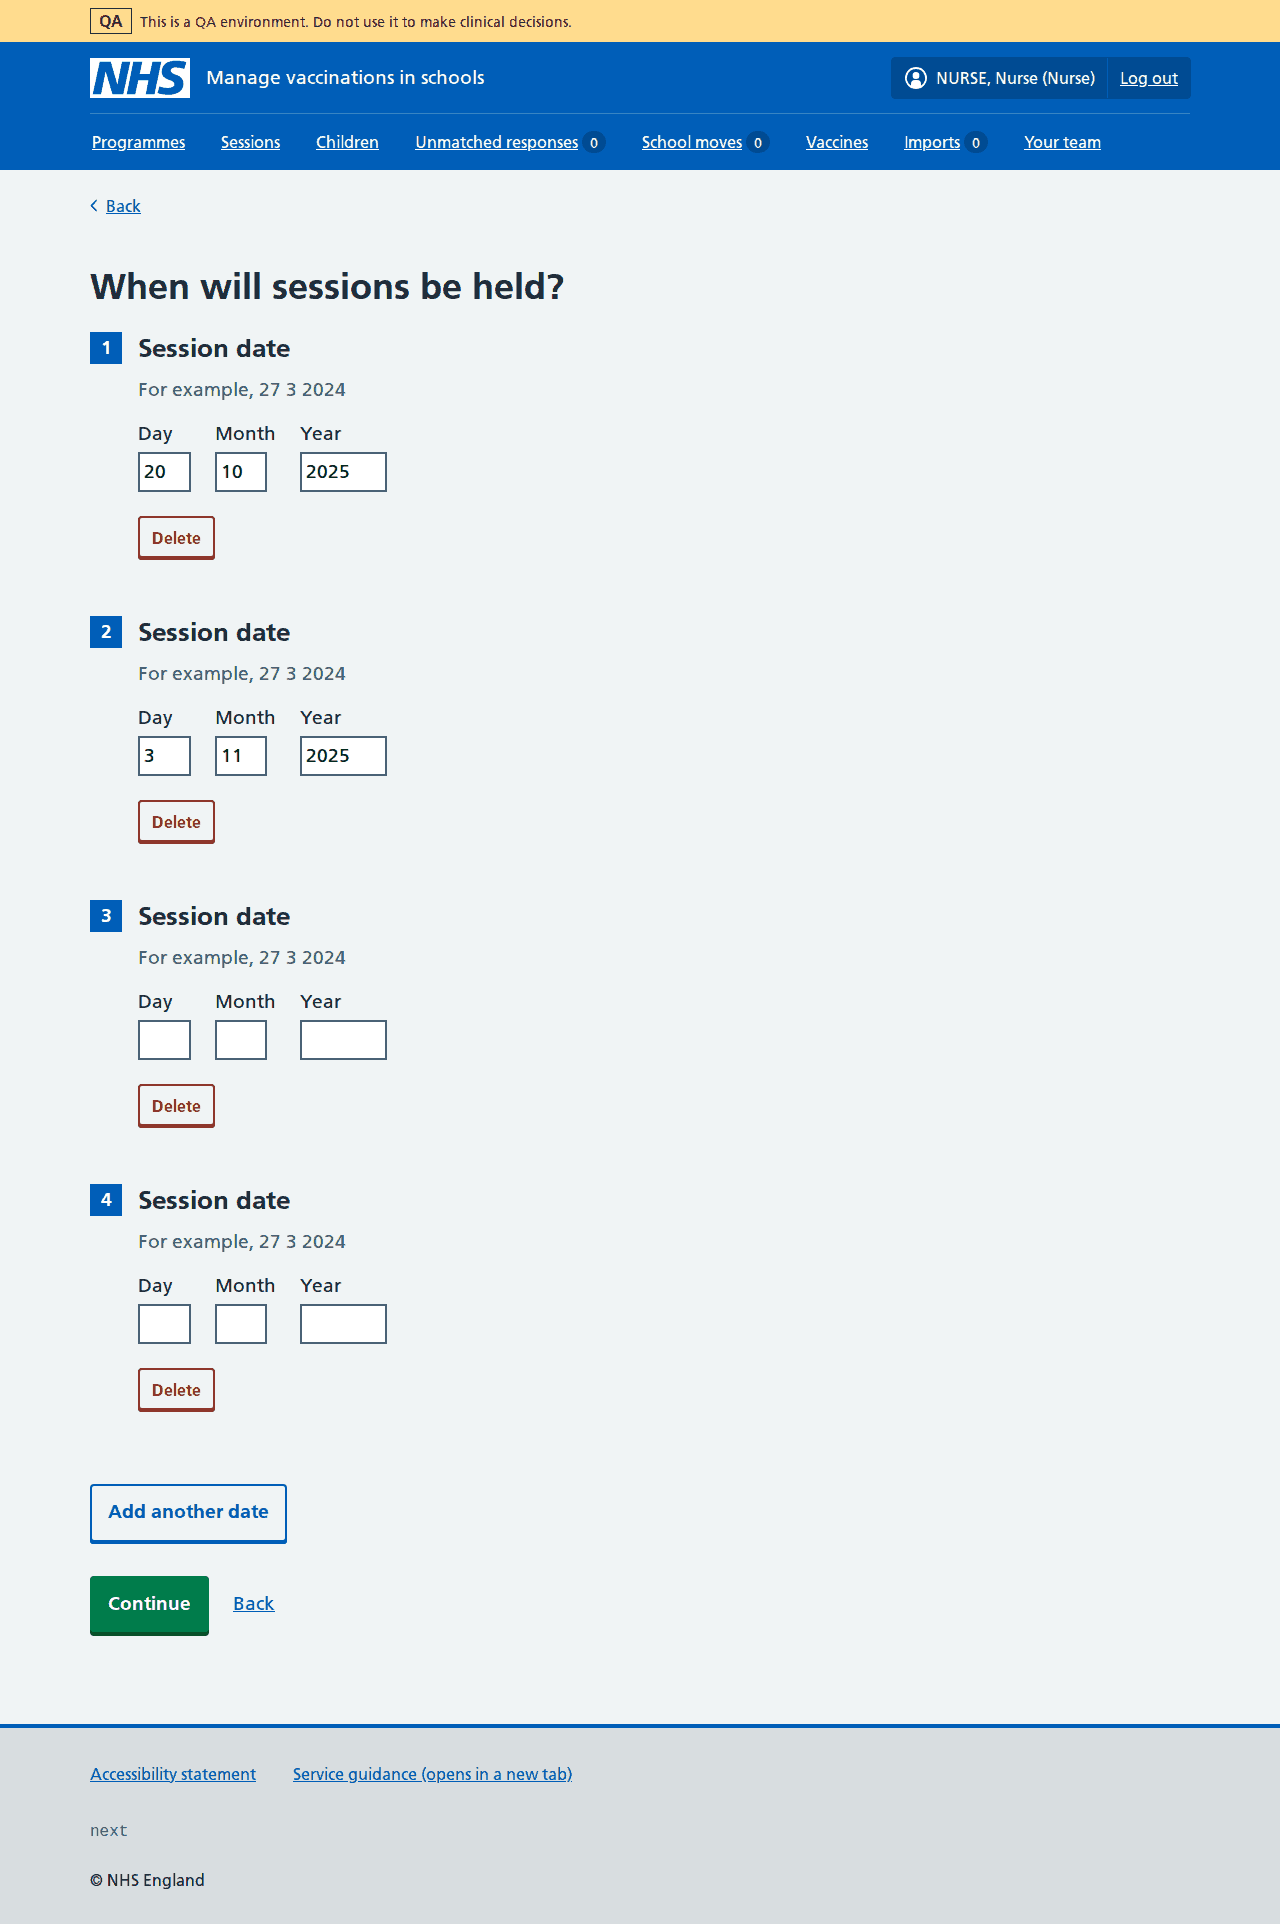 QA This is a QA environment. Do not use it to make clinical decisions.
NHS Manage vaccinations in schools NURSE, Nurse (Nurse) Log out
Programmes Sessions Children Unmatched responses 0 School moves 0 Vaccines Imports 0 Your team
Back
When will sessions be held?
1 Session date
For example, 27 3 2024
Day Month Year
20 10 2025
Delete
2 Session date
For example, 27 3 2024
Day Month Year
3 11 2025
Delete
3 Session date
For example, 27 3 2024
Day Month Year
Delete
4 Session date
For example, 27 3 2024
Day Month Year
Delete
Add another date
Continue Back
Accessibility statement Service guidance (opens in a new tab)
next
© NHS England